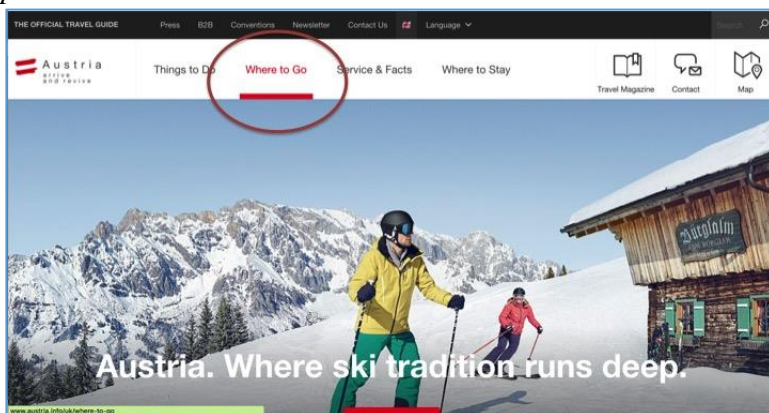 THE OFFICIAL TRAVEL GUIDE Press B2B Conventions Newsletter Contact Us Language Search
Austria
arrive
and revive
Things to Do Where to Go Service & Facts Where to Stay
Travel Magazine Contact Map
Burglalm
Austria. Where ski tradition runs deep.
www.austria.info/uk/where-to-go